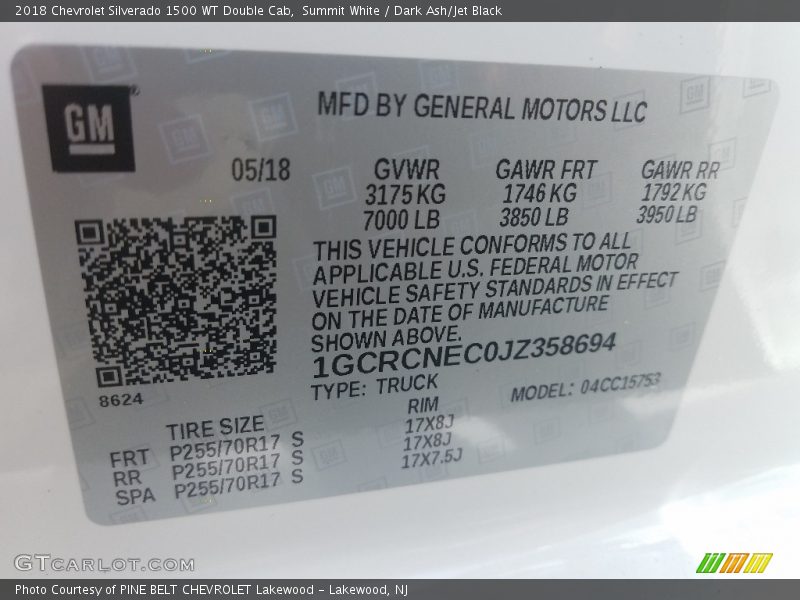 2018 Chevrolet Silverado 1500 WT Double Cab, Summit White / Dark Ash/Jet Black
GM
MFD BY GENERAL MOTORS LLC
05/18 GVWR GAWR FRT GAWR RR
3175 KG 1746 KG 1792 KG
7000 LB 3850 LB 3950 LB
THIS VEHICLE CONFORMS TO ALL
APPLICABLE U.S. FEDERAL MOTOR
VEHICLE SAFETY STANDARDS IN EFFECT
ON THE DATE OF MANUFACTURE
SHOWN ABOVE.
1GCRCNEC0JZ358694
TYPE: TRUCK MODEL: 04CC15753
8624
TIRE SIZE RIM
FRT P255/70R17 S 17X8J
RR P255/70R17 S 17X8J
SPA P255/70R17 S 17X7.5J
GTCARLOT.COM
Photo Courtesy of PINE BELT CHEVROLET Lakewood - Lakewood, NJ